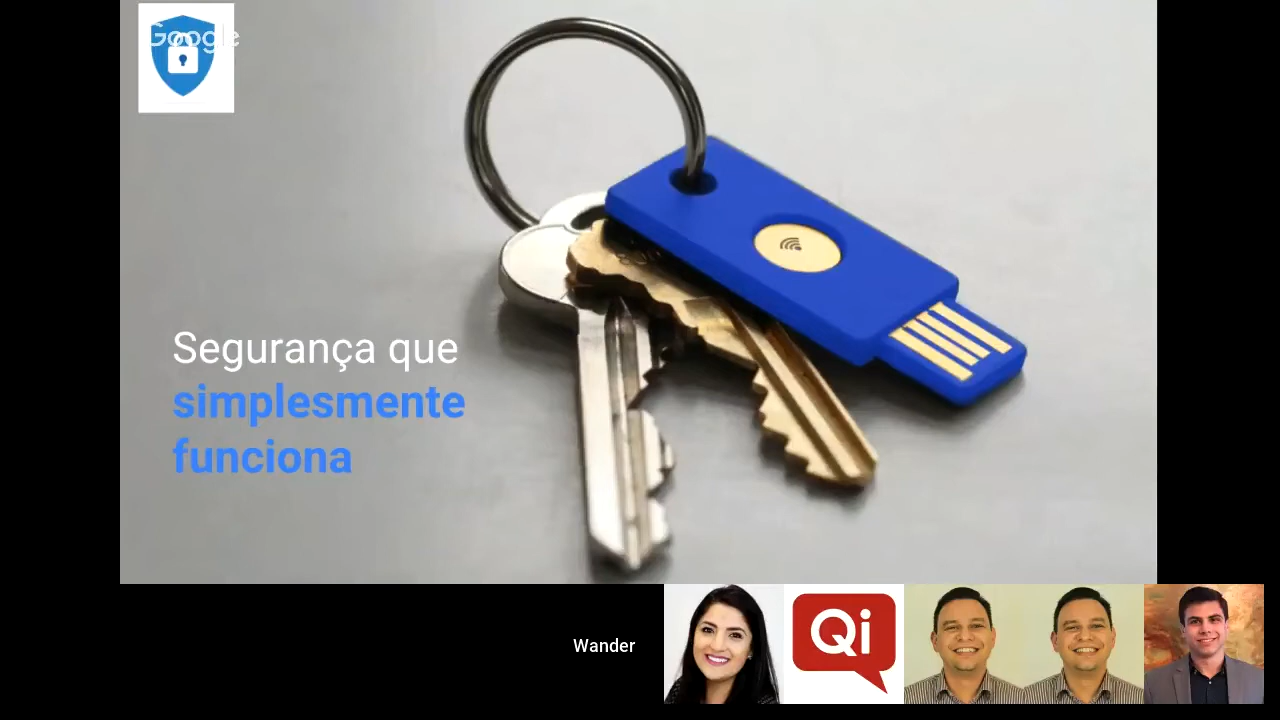 Google
Segurança que
simplesmente
funciona
Wander
Qi